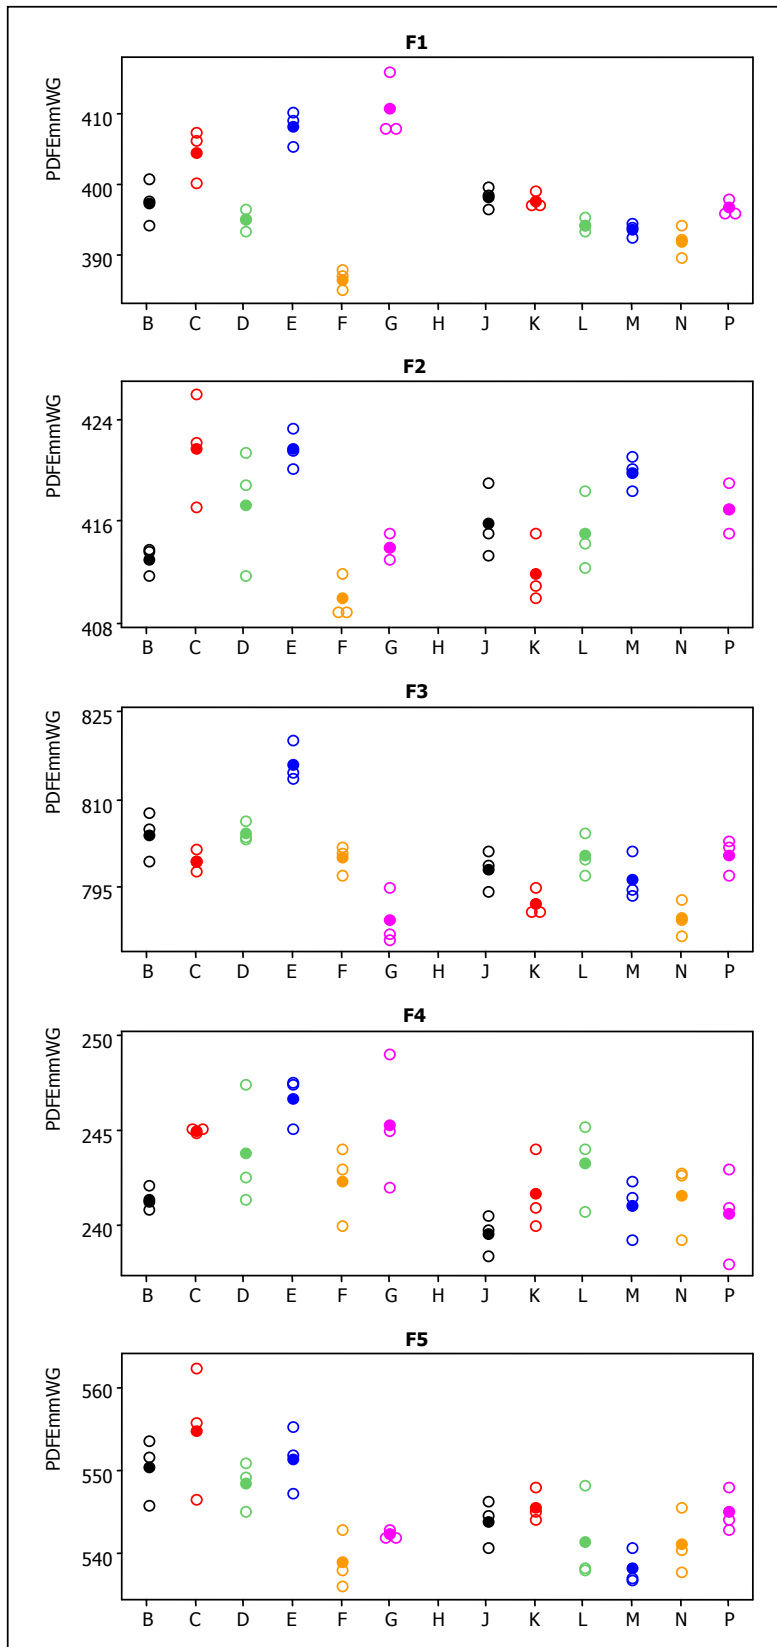 F1
PDFEmmWG
410
400
390
B C D E F G H J K L M N P
F2
PDFEmmWG
424
416
408
B C D E F G H J K L M N P
F3
PDFEmmWG
825
810
795
B C D E F G H J K L M N P
F4
PDFEmmWG
250
245
240
B C D E F G H J K L M N P
F5
PDFEmmWG
560
550
540
B C D E F G H J K L M N P